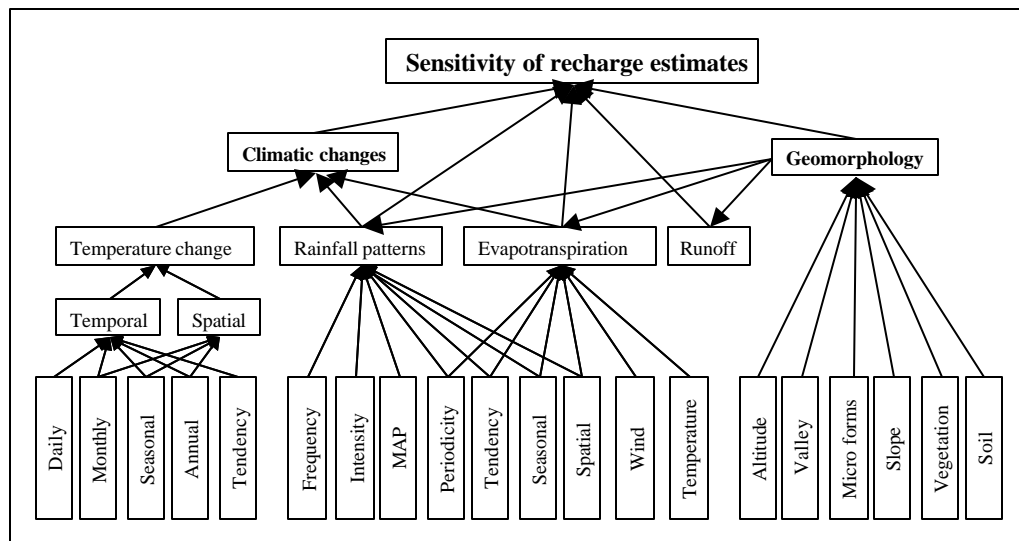 Sensitivity of recharge estimates
Climatic changes
Geomorphology
Temperature change
Rainfall patterns
Evapotranspiration
Runoff
Temporal
Spatial
Daily
Monthly
Seasonal
Annual
Tendency
Frequency
Intensity
MAP
Periodicity
Tendency
Seasonal
Spatial
Wind
Temperature
Altitude
Valley
Micro forms
Slope
Vegetation
Soil